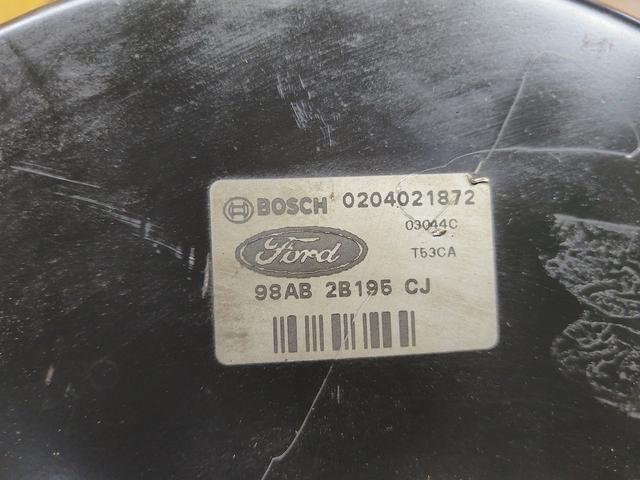 BOSCH 0204021872
03044C
Ford T53CA
98AB 2B195 CJ